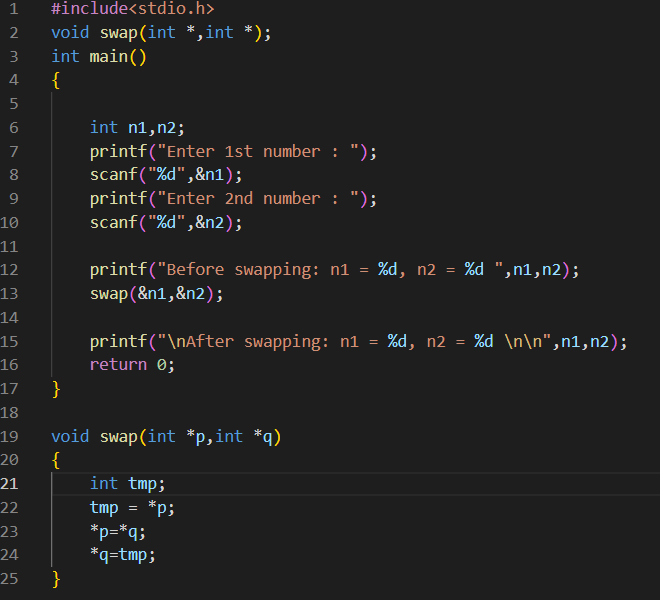 1 #include<stdio.h>
2 void swap(int *,int *);
3 int main()
4 {
5
6     int n1,n2;
7     printf("Enter 1st number : ");
8     scanf("%d",&n1);
9     printf("Enter 2nd number : ");
10     scanf("%d",&n2);
11
12     printf("Before swapping: n1 = %d, n2 = %d ",n1,n2);
13     swap(&n1,&n2);
14
15     printf("\nAfter swapping: n1 = %d, n2 = %d \n\n",n1,n2);
16     return 0;
17 }
18
19 void swap(int *p,int *q)
20 {
21     int tmp;
22     tmp = *p;
23     *p=*q;
24     *q=tmp;
25 }